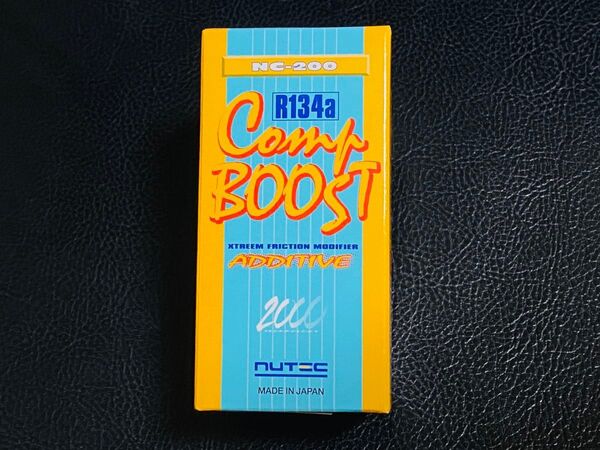 NC-200
R134a
Comp
BOOST
XTREEM FRICTION MODIFIER
ADDITIVE
2000
NUTEC
MADE IN JAPAN